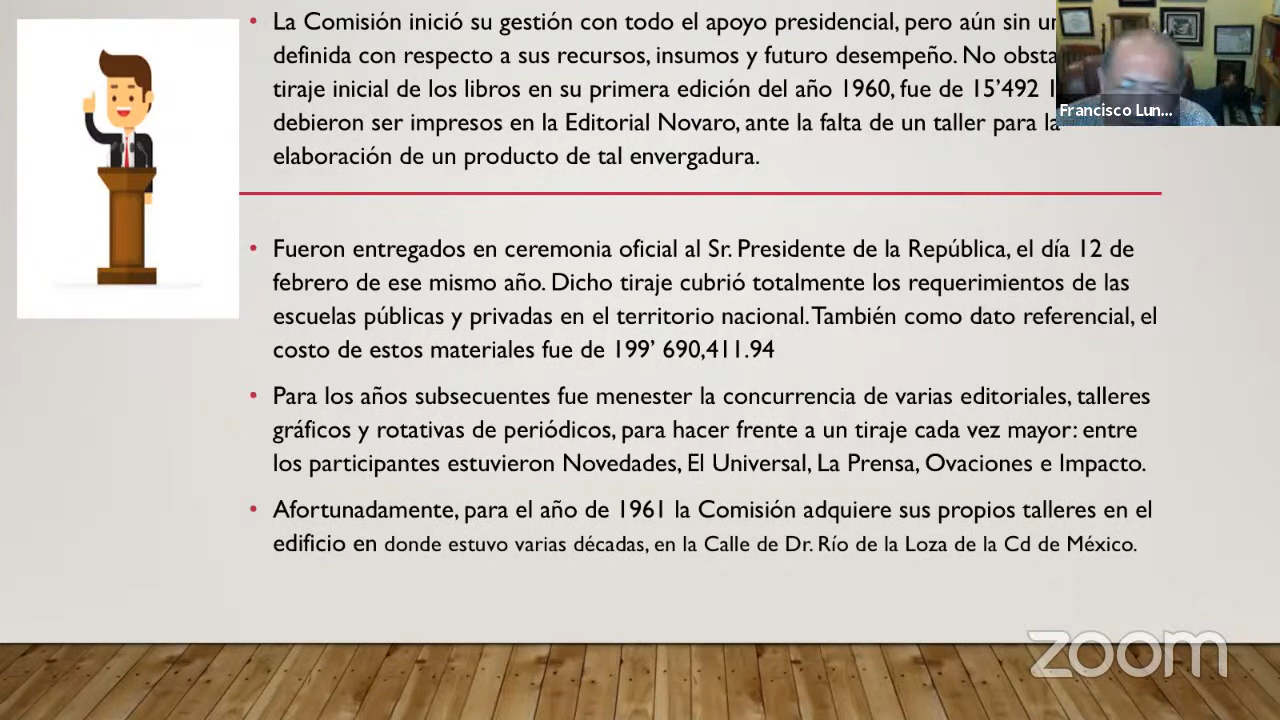 • La Comisión inició su gestión con todo el apoyo presidencial, pero aún sin
definida con respecto a sus recursos, insumos y futuro desempeño. No
tiraje inicial de los libros en su primera edición del año 1960, fue de 15’492
debieron ser impresos en la Editorial Novaro, ante la falta de un taller para la
elaboración de un producto de tal envergadura.
• Fueron entregados en ceremonia oficial al Sr. Presidente de la República, el día 12 de
febrero de ese mismo año. Dicho tiraje cubrió totalmente los requerimientos de las
escuelas públicas y privadas en el territorio nacional. También como dato referencial, el
costo de estos materiales fue de 199’ 690,411.94
• Para los años subsecuentes fue menester la concurrencia de varias editoriales, talleres
gráficos y rotativas de periódicos, para hacer frente a un tiraje cada vez mayor: entre
los participantes estuvieron Novedades, El Universal, La Prensa, Ovaciones e Impacto.
• Afortunadamente, para el año de 1961 la Comisión adquiere sus propios talleres en el
edificio en donde estuvo varias décadas, en la Calle de Dr. Río de la Loza de la Cd de México.
Francisco Lun...
zoom